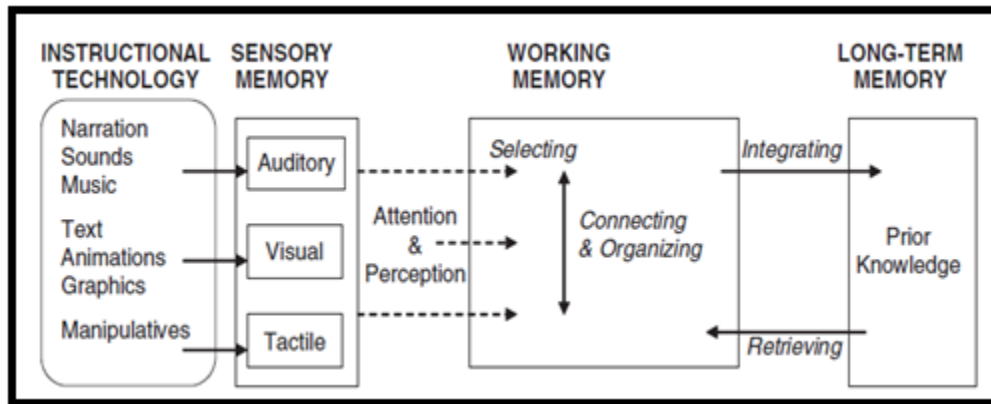 INSTRUCTIONAL
TECHNOLOGY
SENSORY
MEMORY
WORKING
MEMORY
LONG-TERM
MEMORY
Narration
Sounds
Music
Text
Animations
Graphics
Manipulatives
Auditory
Visual
Tactile
Attention
&
Perception
Selecting
Connecting
& Organizing
Integrating
Prior
Knowledge
Retrieving